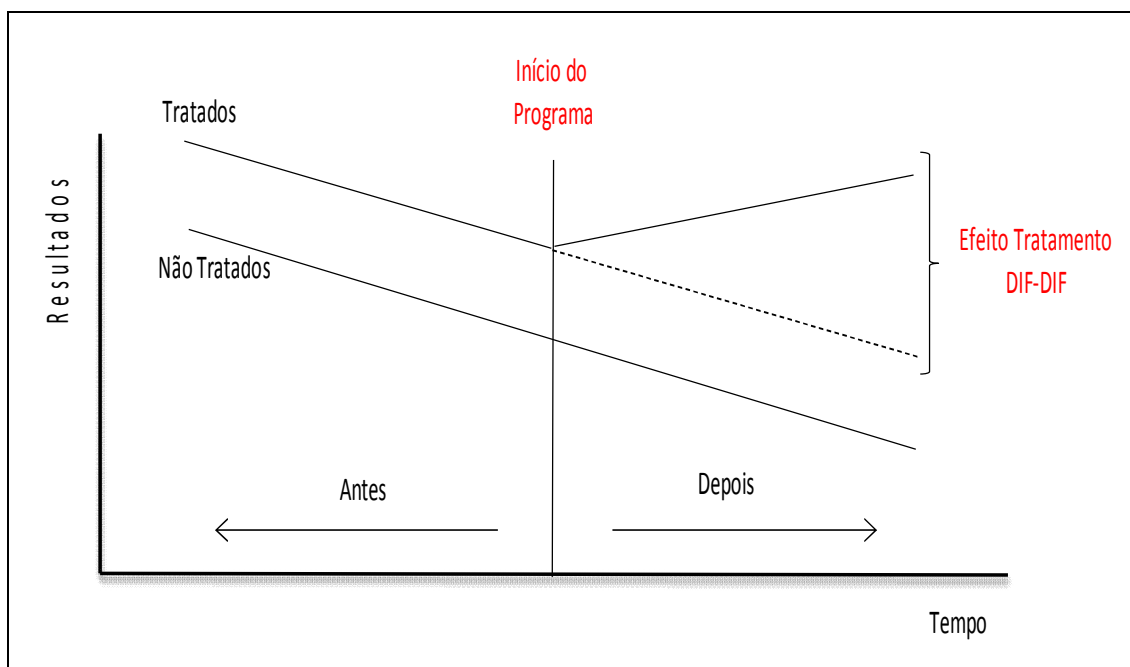 Início do
Programa
Tratados
Resultados
Não Tratados
Efeito Tratamento
DIF-DIF
Antes
Depois
Tempo